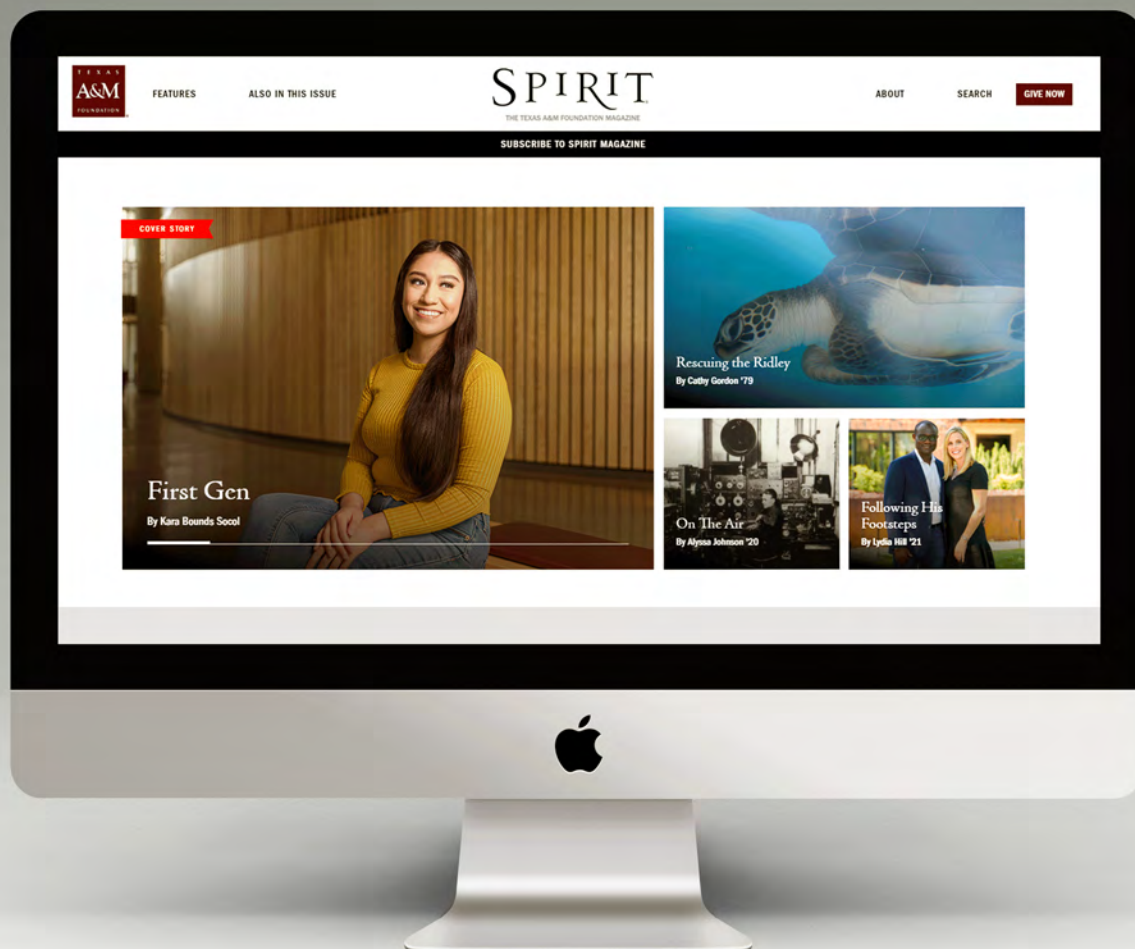 TEXAS
A&M
FOUNDATION
FEATURES
ALSO IN THIS ISSUE
SPIRIT
THE TEXAS A&M FOUNDATION MAGAZINE
ABOUT
SEARCH
GIVE NOW
SUBSCRIBE TO SPIRIT MAGAZINE
COVER STORY
First Gen
By Kara Bounds Socol
Rescuing the Ridley
By Cathy Gordon '79
On The Air
By Alyssa Johnson '20
Following His
Footsteps
By Lydia Hill '21